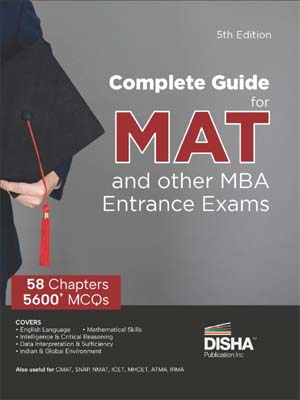 5th Edition
Complete Guide
for
MAT
and other MBA
Entrance Exams
58 Chapters
5600+ MCQs
COVERS
• English Language • Mathematical Skills
• Intelligence & Critical Reasoning
• Data Interpretation & Sufficiency
• Indian & Global Environment
Also useful for CMAT, SNAP, NMAT, ICET, MHCET, ATMA, IRMA
DISHA
Publication Inc